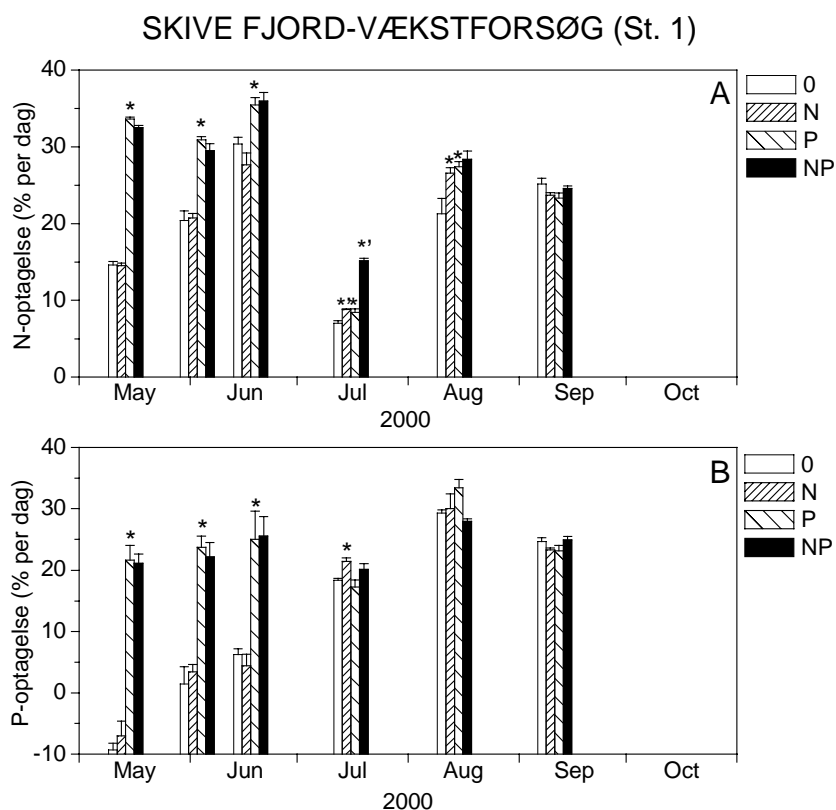 SKIVE FJORD-VÆKSTFORSØG (St. 1)
40
30
20
10
0
N-optagelse (% per dag)
A
* * * *' * *' * *
0
N
P
NP
May Jun Jul Aug Sep Oct
2000
40
30
20
10
0
-10
P-optagelse (% per dag)
B
* * * *
0
N
P
NP
May Jun Jul Aug Sep Oct
2000